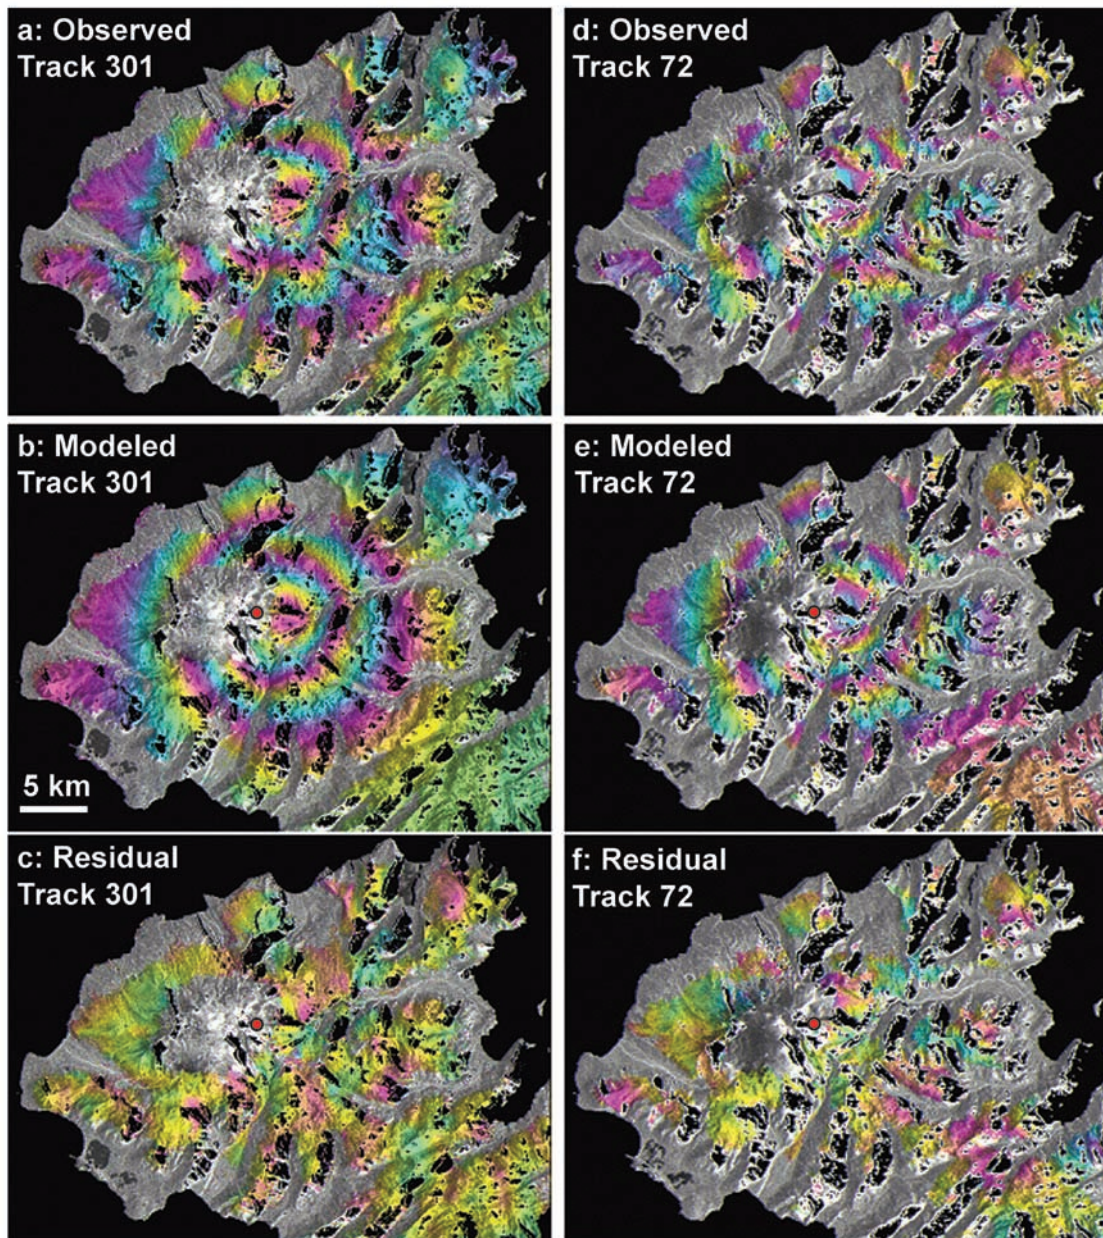 a: Observed
Track 301
d: Observed
Track 72
b: Modeled
Track 301
5 km
e: Modeled
Track 72
c: Residual
Track 301
f: Residual
Track 72